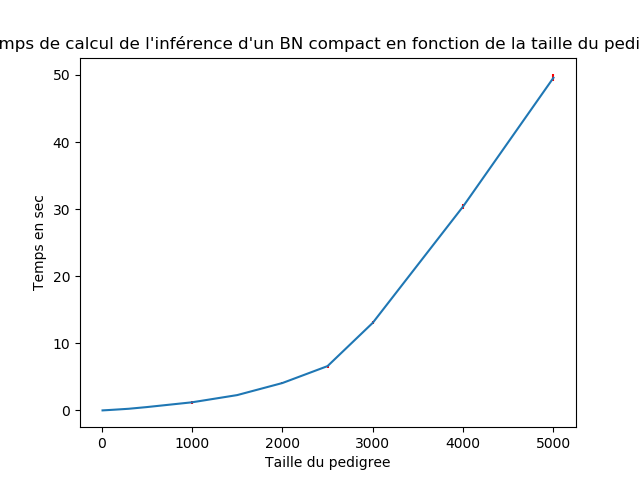 mps de calcul de l'inférence d'un BN compact en fonction de la taille du pedi
50
40
30
20
10
0
Temps en sec
0 1000 2000 3000 4000 5000
Taille du pedigree